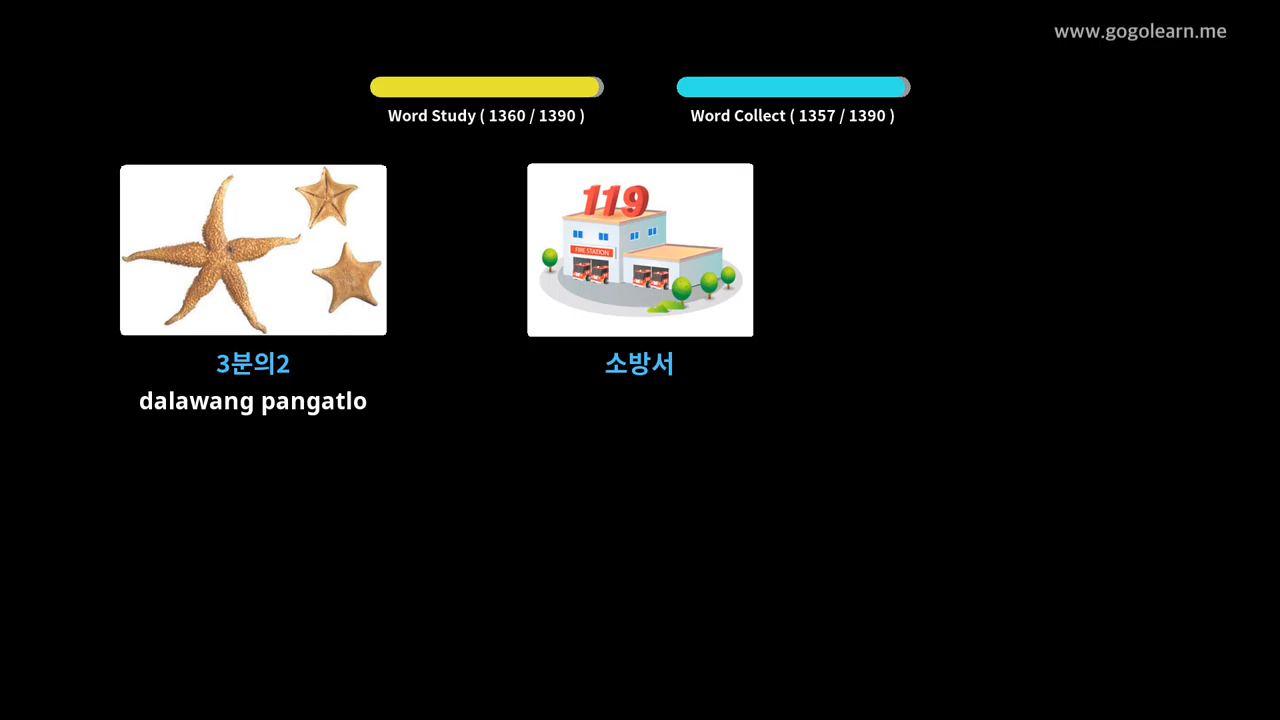 www.gogolearn.me
Word Study ( 1360 / 1390 )
Word Collect ( 1357 / 1390 )
119
FIRE STATION
3분의2
소방서
dalawang pangatlo